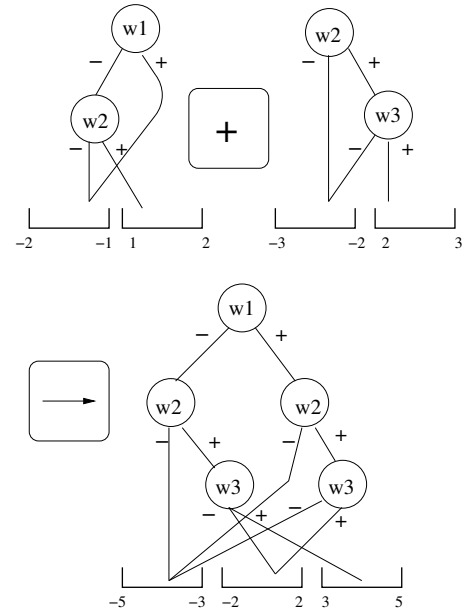 w1
w2
− +
− +
w2
w3
+
− +
− +
−2 −1 1 2
−3 −2 2 3
w1
− +
w2 w2
− + − +
w3 w3
− + − +
−5 −3 −2 2 3 5